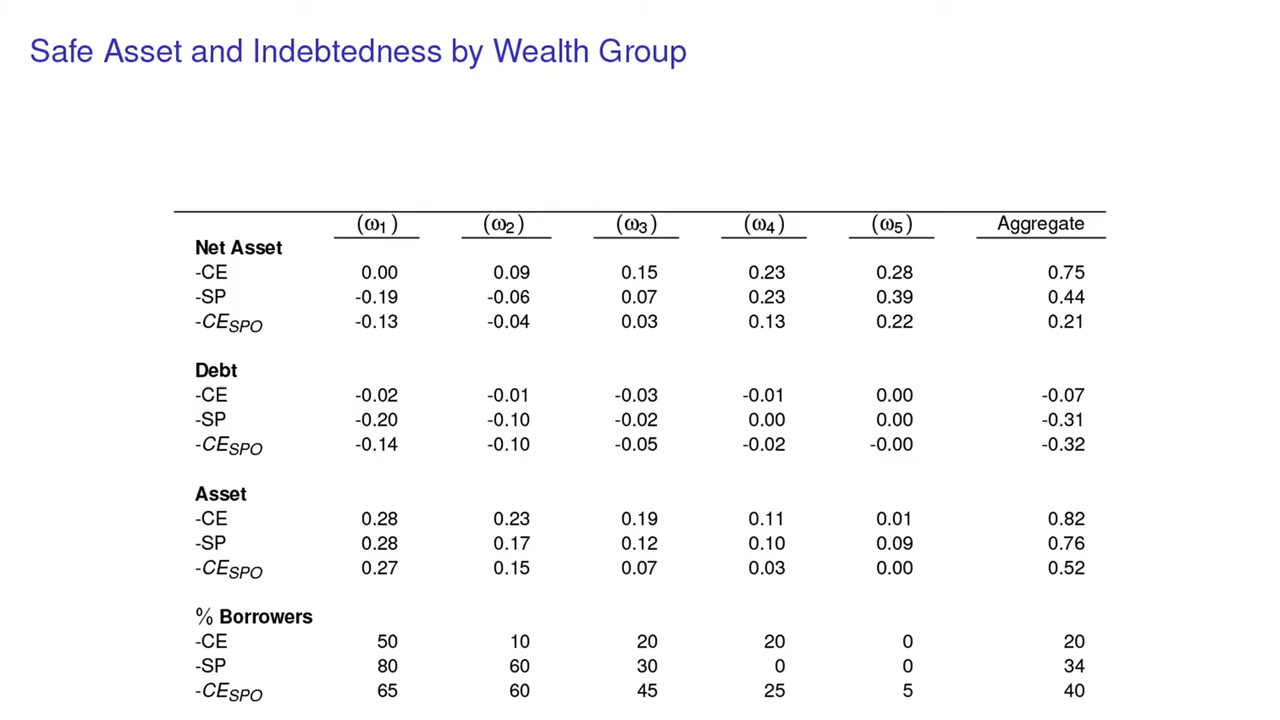 Safe Asset and Indebtedness by Wealth Group
(ω1) (ω2) (ω3) (ω4) (ω5) Aggregate
Net Asset
-CE 0.00 0.09 0.15 0.23 0.28 0.75
-SP -0.19 -0.06 0.07 0.23 0.39 0.44
-CESPO -0.13 -0.04 0.03 0.13 0.22 0.21
Debt
-CE -0.02 -0.01 -0.03 -0.01 0.00 -0.07
-SP -0.20 -0.10 -0.02 0.00 0.00 -0.31
-CESPO -0.14 -0.10 -0.05 -0.02 -0.00 -0.32
Asset
-CE 0.28 0.23 0.19 0.11 0.01 0.82
-SP 0.28 0.17 0.12 0.10 0.09 0.76
-CESPO 0.27 0.15 0.07 0.03 0.00 0.52
% Borrowers
-CE 50 10 20 20 0 20
-SP 80 60 30 0 0 34
-CESPO 65 60 45 25 5 40